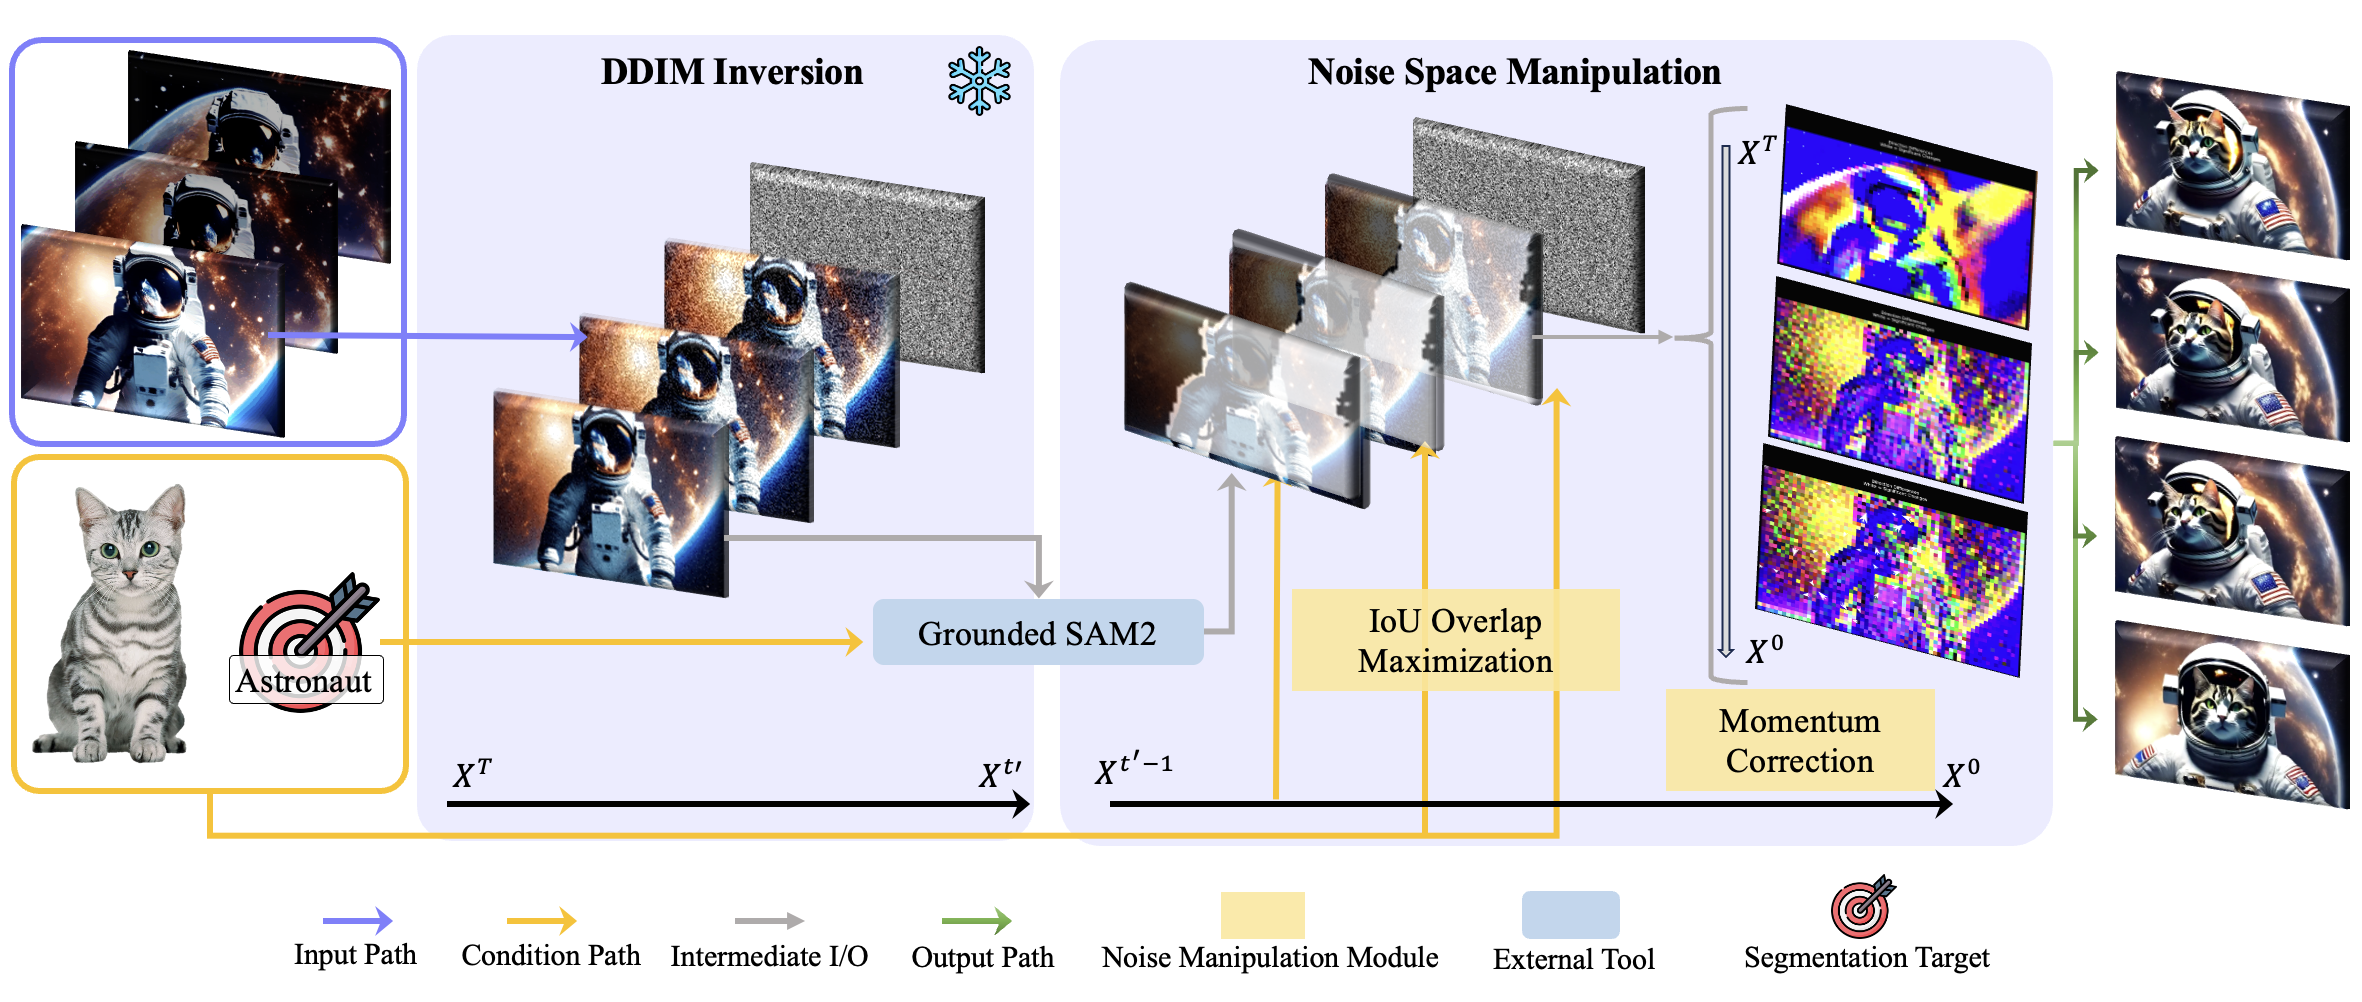 DDIM Inversion
Noise Space Manipulation
X^T
X^0
Astronaut
Grounded SAM2
IoU Overlap
Maximization
Momentum
Correction
X^T
X^{t′}
X^{t′−1}
X^0
Input Path
Condition Path
Intermediate I/O
Output Path
Noise Manipulation Module
External Tool
Segmentation Target